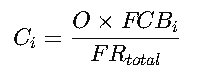 $C_i = \frac{O \times FCB_i}{FR_{total}}$